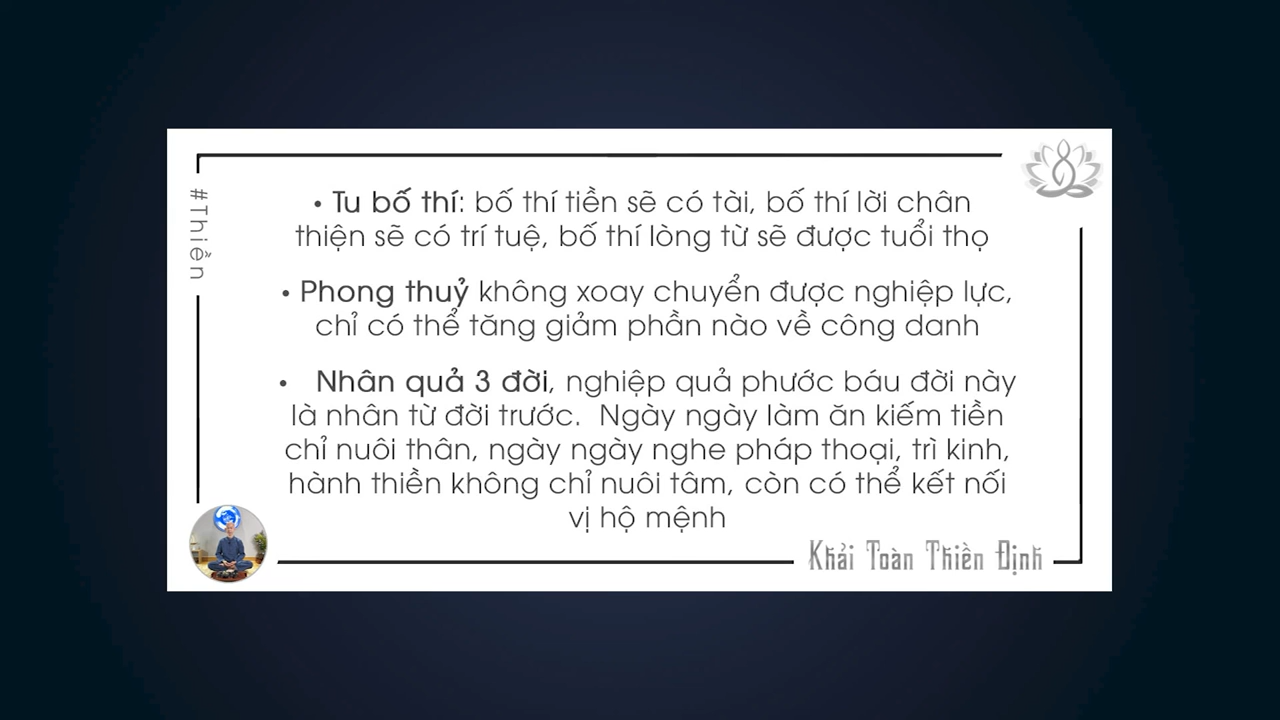 #Thiền
• Tu bố thí: bố thí tiền sẽ có tài, bố thí lời chân
thiện sẽ có trí tuệ, bố thí lòng từ sẽ được tuổi thọ
• Phong thuỷ không xoay chuyển được nghiệp lực,
chỉ có thể tăng giảm phần nào về công danh
• Nhân quả 3 đời, nghiệp quả phước báu đời này
là nhân từ đời trước. Ngày ngày làm ăn kiếm tiền
chỉ nuôi thân, ngày ngày nghe pháp thoại, trì kinh,
hành thiền không chỉ nuôi tâm, còn có thể kết nối
vị hộ mệnh
Khải Toàn Thiền Định